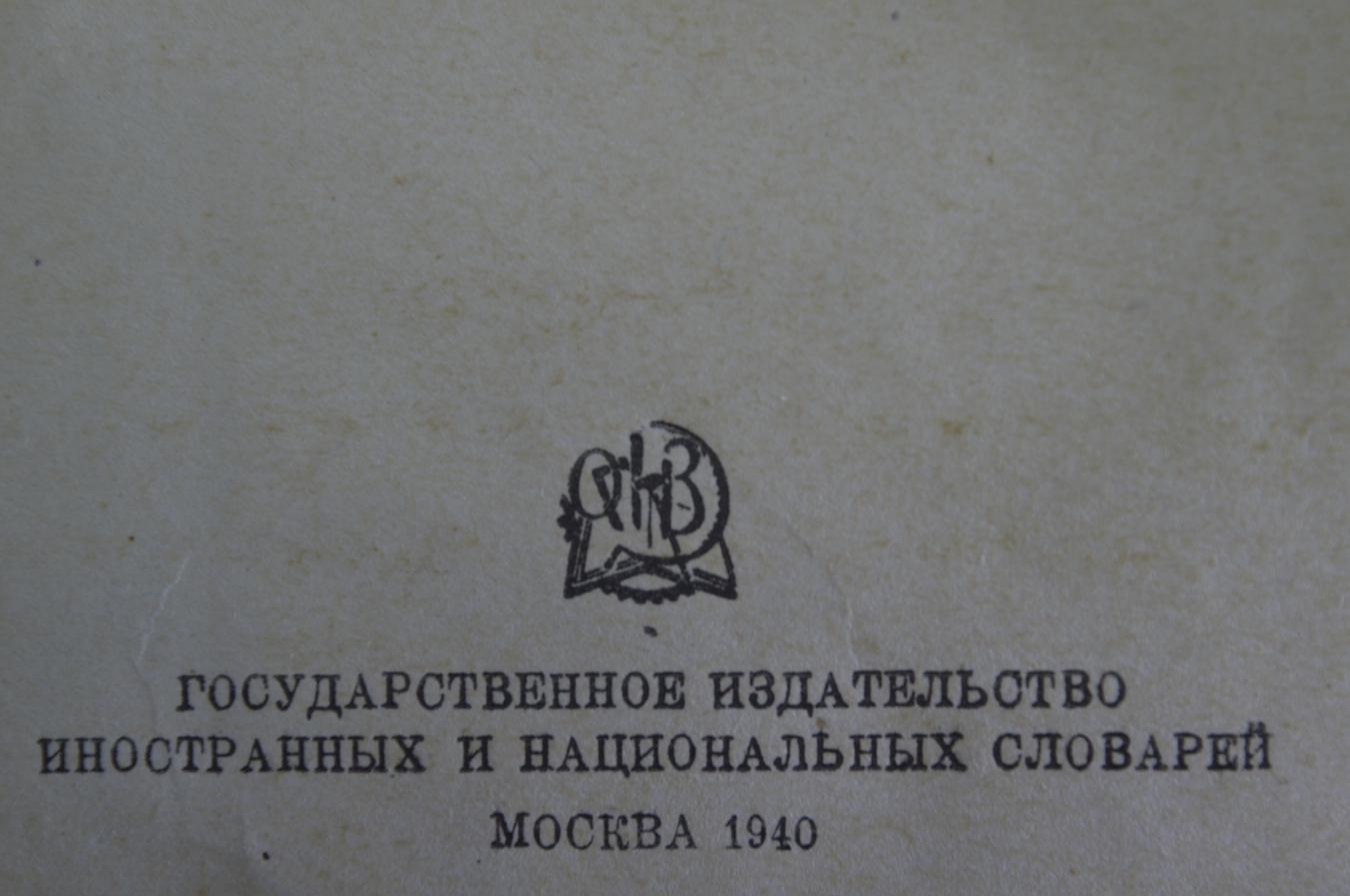 ГОСУДАРСТВЕННОЕ ИЗДАТЕЛЬСТВО
ИНОСТРАННЫХ И НАЦИОНАЛЬНЫХ СЛОВАРЕЙ
МОСКВА 1940